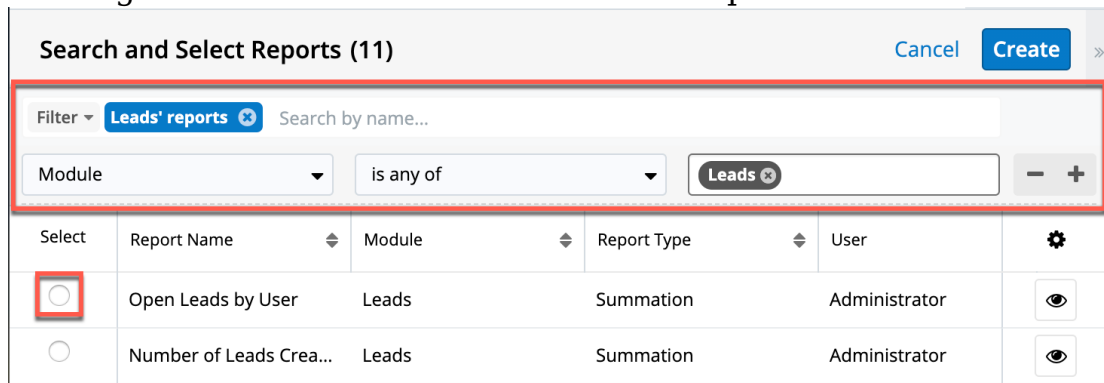 Search and Select Reports (11) Cancel Create »
Filter Leads' reports Search by name...
Module is any of Leads − +
Select Report Name Module Report Type User
Open Leads by User Leads Summation Administrator
Number of Leads Crea... Leads Summation Administrator